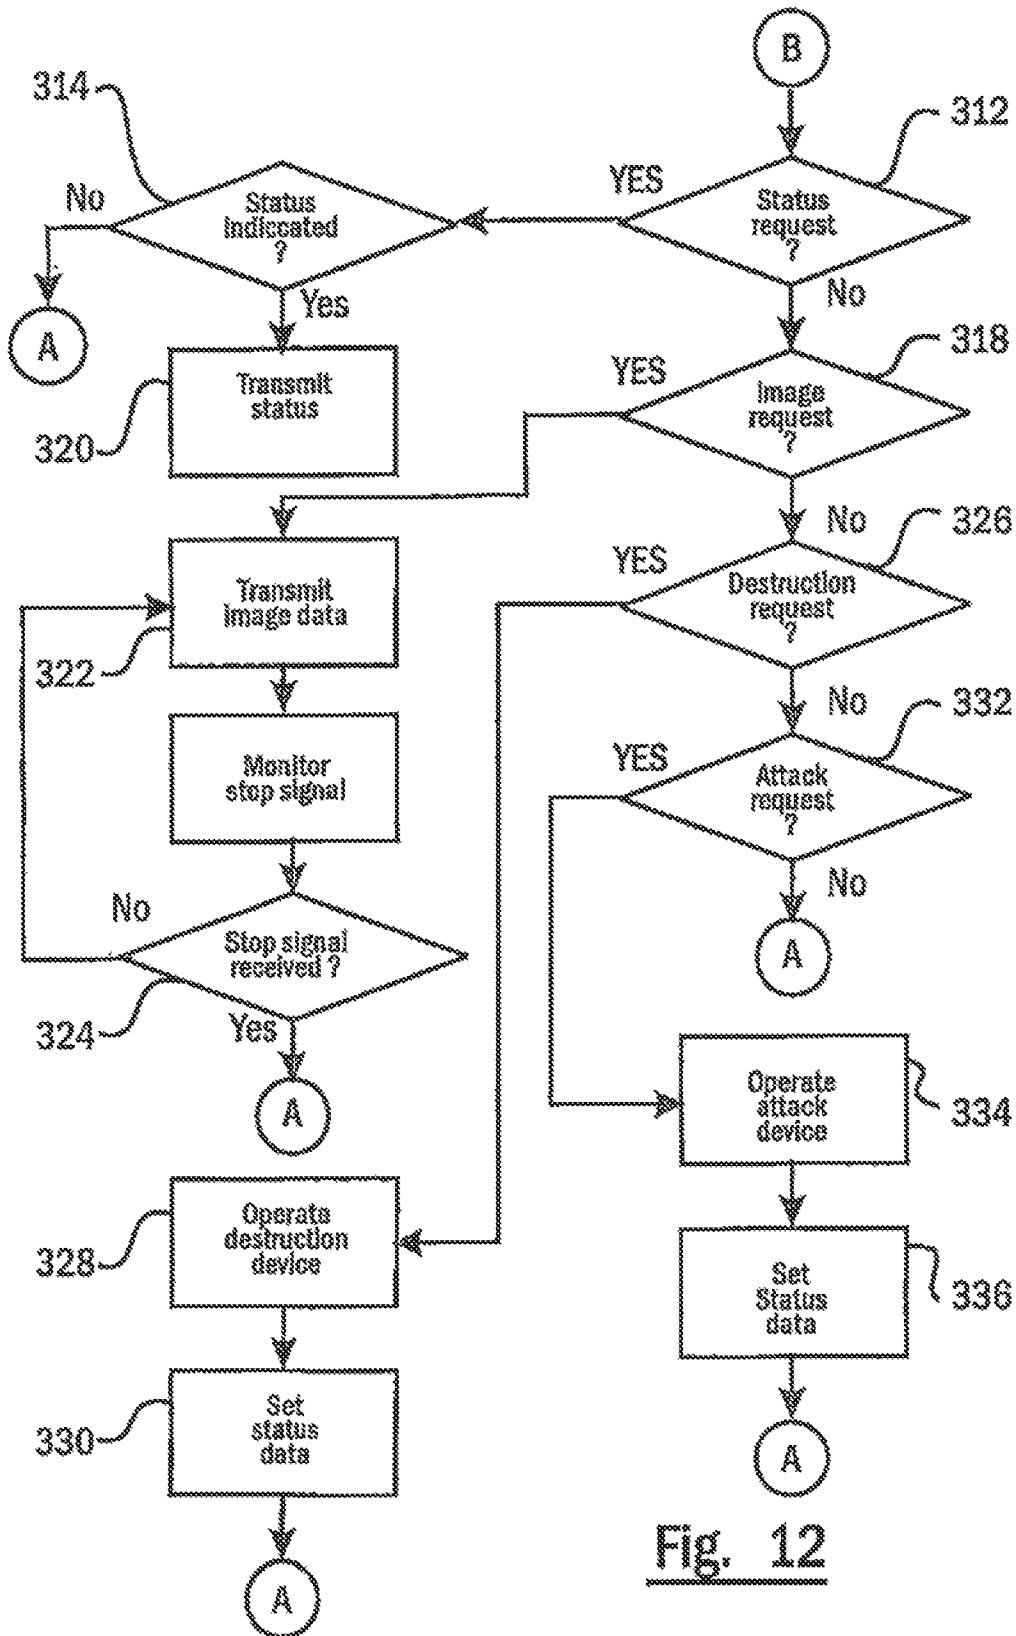 B
314
312
No
Status
indiccated
?
YES
Status
request
?
A
Yes
No
Transmit
status
320
YES
Image
request
?
318
No
326
Transmit
image data
322
YES
Destruction
request
?
No
332
Monitor
stop signal
YES
Attack
request
?
No
No
Stop signal
received ?
A
324
Yes
A
Operate
attack
device
334
Operate
destruction
device
328
Set
Status
data
336
Set
status
data
330
A
A
Fig. 12